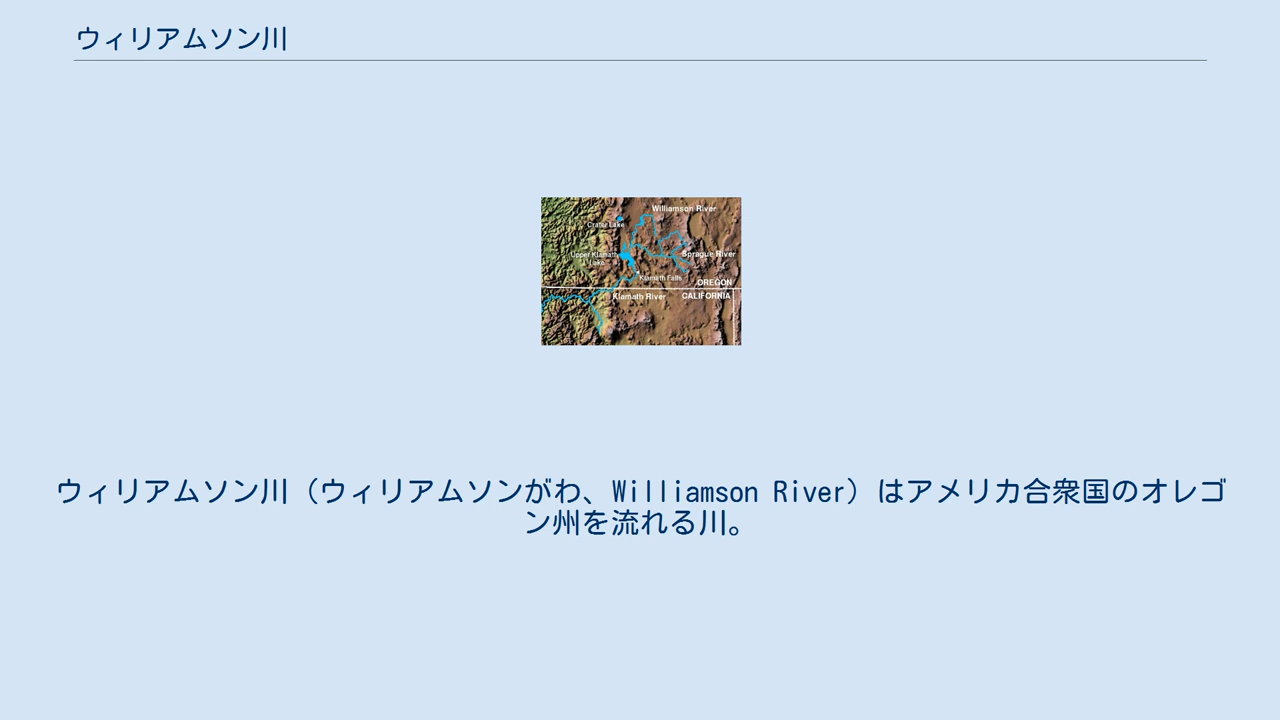 ウィリアムソン川
Williamson River
Crater Lake
Upper Klamath
Lake
Sprague River
Klamath Falls
OREGON
Klamath River
CALIFORNIA
ウィリアムソン川（ウィリアムソンがわ、Williamson River）はアメリカ合衆国のオレゴ
ン州を流れる川。